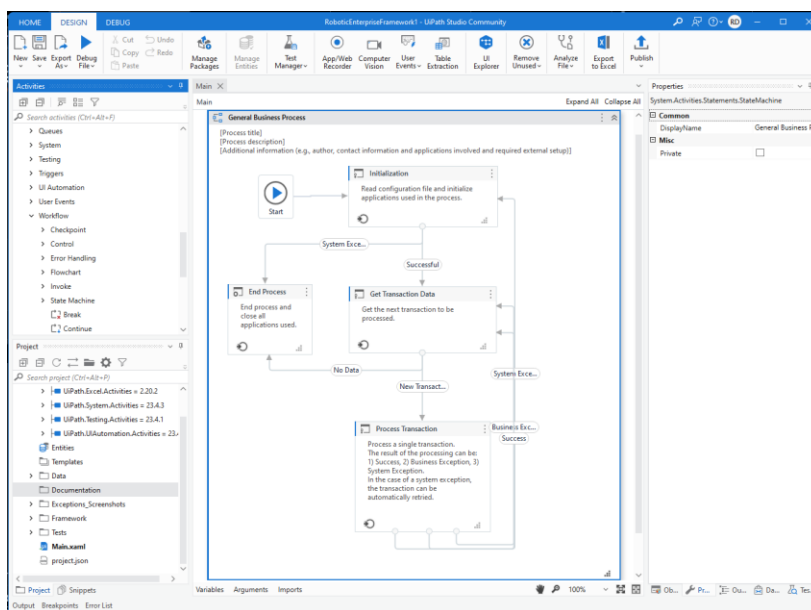 HOME DESIGN DEBUG RoboticEnterpriseFramework1 - UiPath Studio Community RD
Cut Undo
Copy Redo
Paste
New Save Export As Debug File
Manage Packages
Manage Entities
Test Manager
App/Web Recorder
Computer Vision
User Events
Table Extraction
UI Explorer
Remove Unused
Analyze File
Export to Excel
Publish
Activities
Search activities (Ctrl+Alt+F)
Queues
System
Testing
Triggers
UI Automation
User Events
Workflow
Checkpoint
Control
Error Handling
Flowchart
Invoke
State Machine
Break
Continue
Project
Search project (Ctrl+Alt+P)
UiPath.Excel.Activities = 2.20.2
UiPath.System.Activities = 23.4.3
UiPath.Testing.Activities = 23.4.1
UiPath.UIAutomation.Activities = 23.
Entities
Templates
Data
Documentation
Exceptions_Screenshots
Framework
Tests
Main.xaml
project.json
Project Snippets
Output Breakpoints Error List
Main
Main Expand All Collapse All
General Business Process
[Process title]
[Process description]
[Additional information (e.g., author, contact information and applications involved and required external setup)]
Start
Initialization
Read configuration file and initialize
applications used in the process.
System Exce...
Successful
End Process
End process and
close all
applications used.
Get Transaction Data
Get the next transaction to be
processed.
No Data
New Transact...
System Exce...
Business Exc...
Success
Process Transaction
Process a single transaction.
The result of the processing can be:
1) Success, 2) Business Exception, 3)
System Exception.
In the case of a system exception,
the transaction can be
automatically retried.
Variables Arguments Imports 100%
Properties
System.Activities.Statements.StateMachine
Common
DisplayName General Business
Misc
Private
Ob... Pr... Ou... Da... Te...